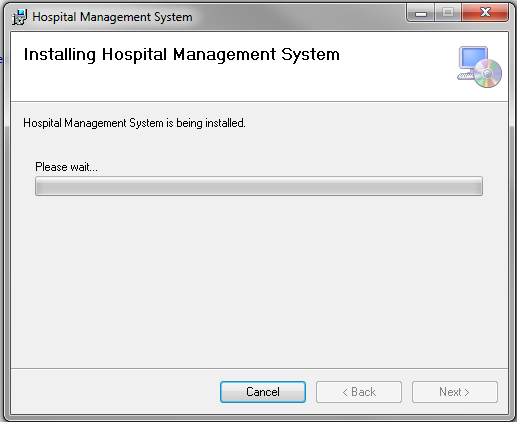 Hospital Management System
Installing Hospital Management System
Hospital Management System is being installed.
Please wait...
Cancel
< Back
Next >